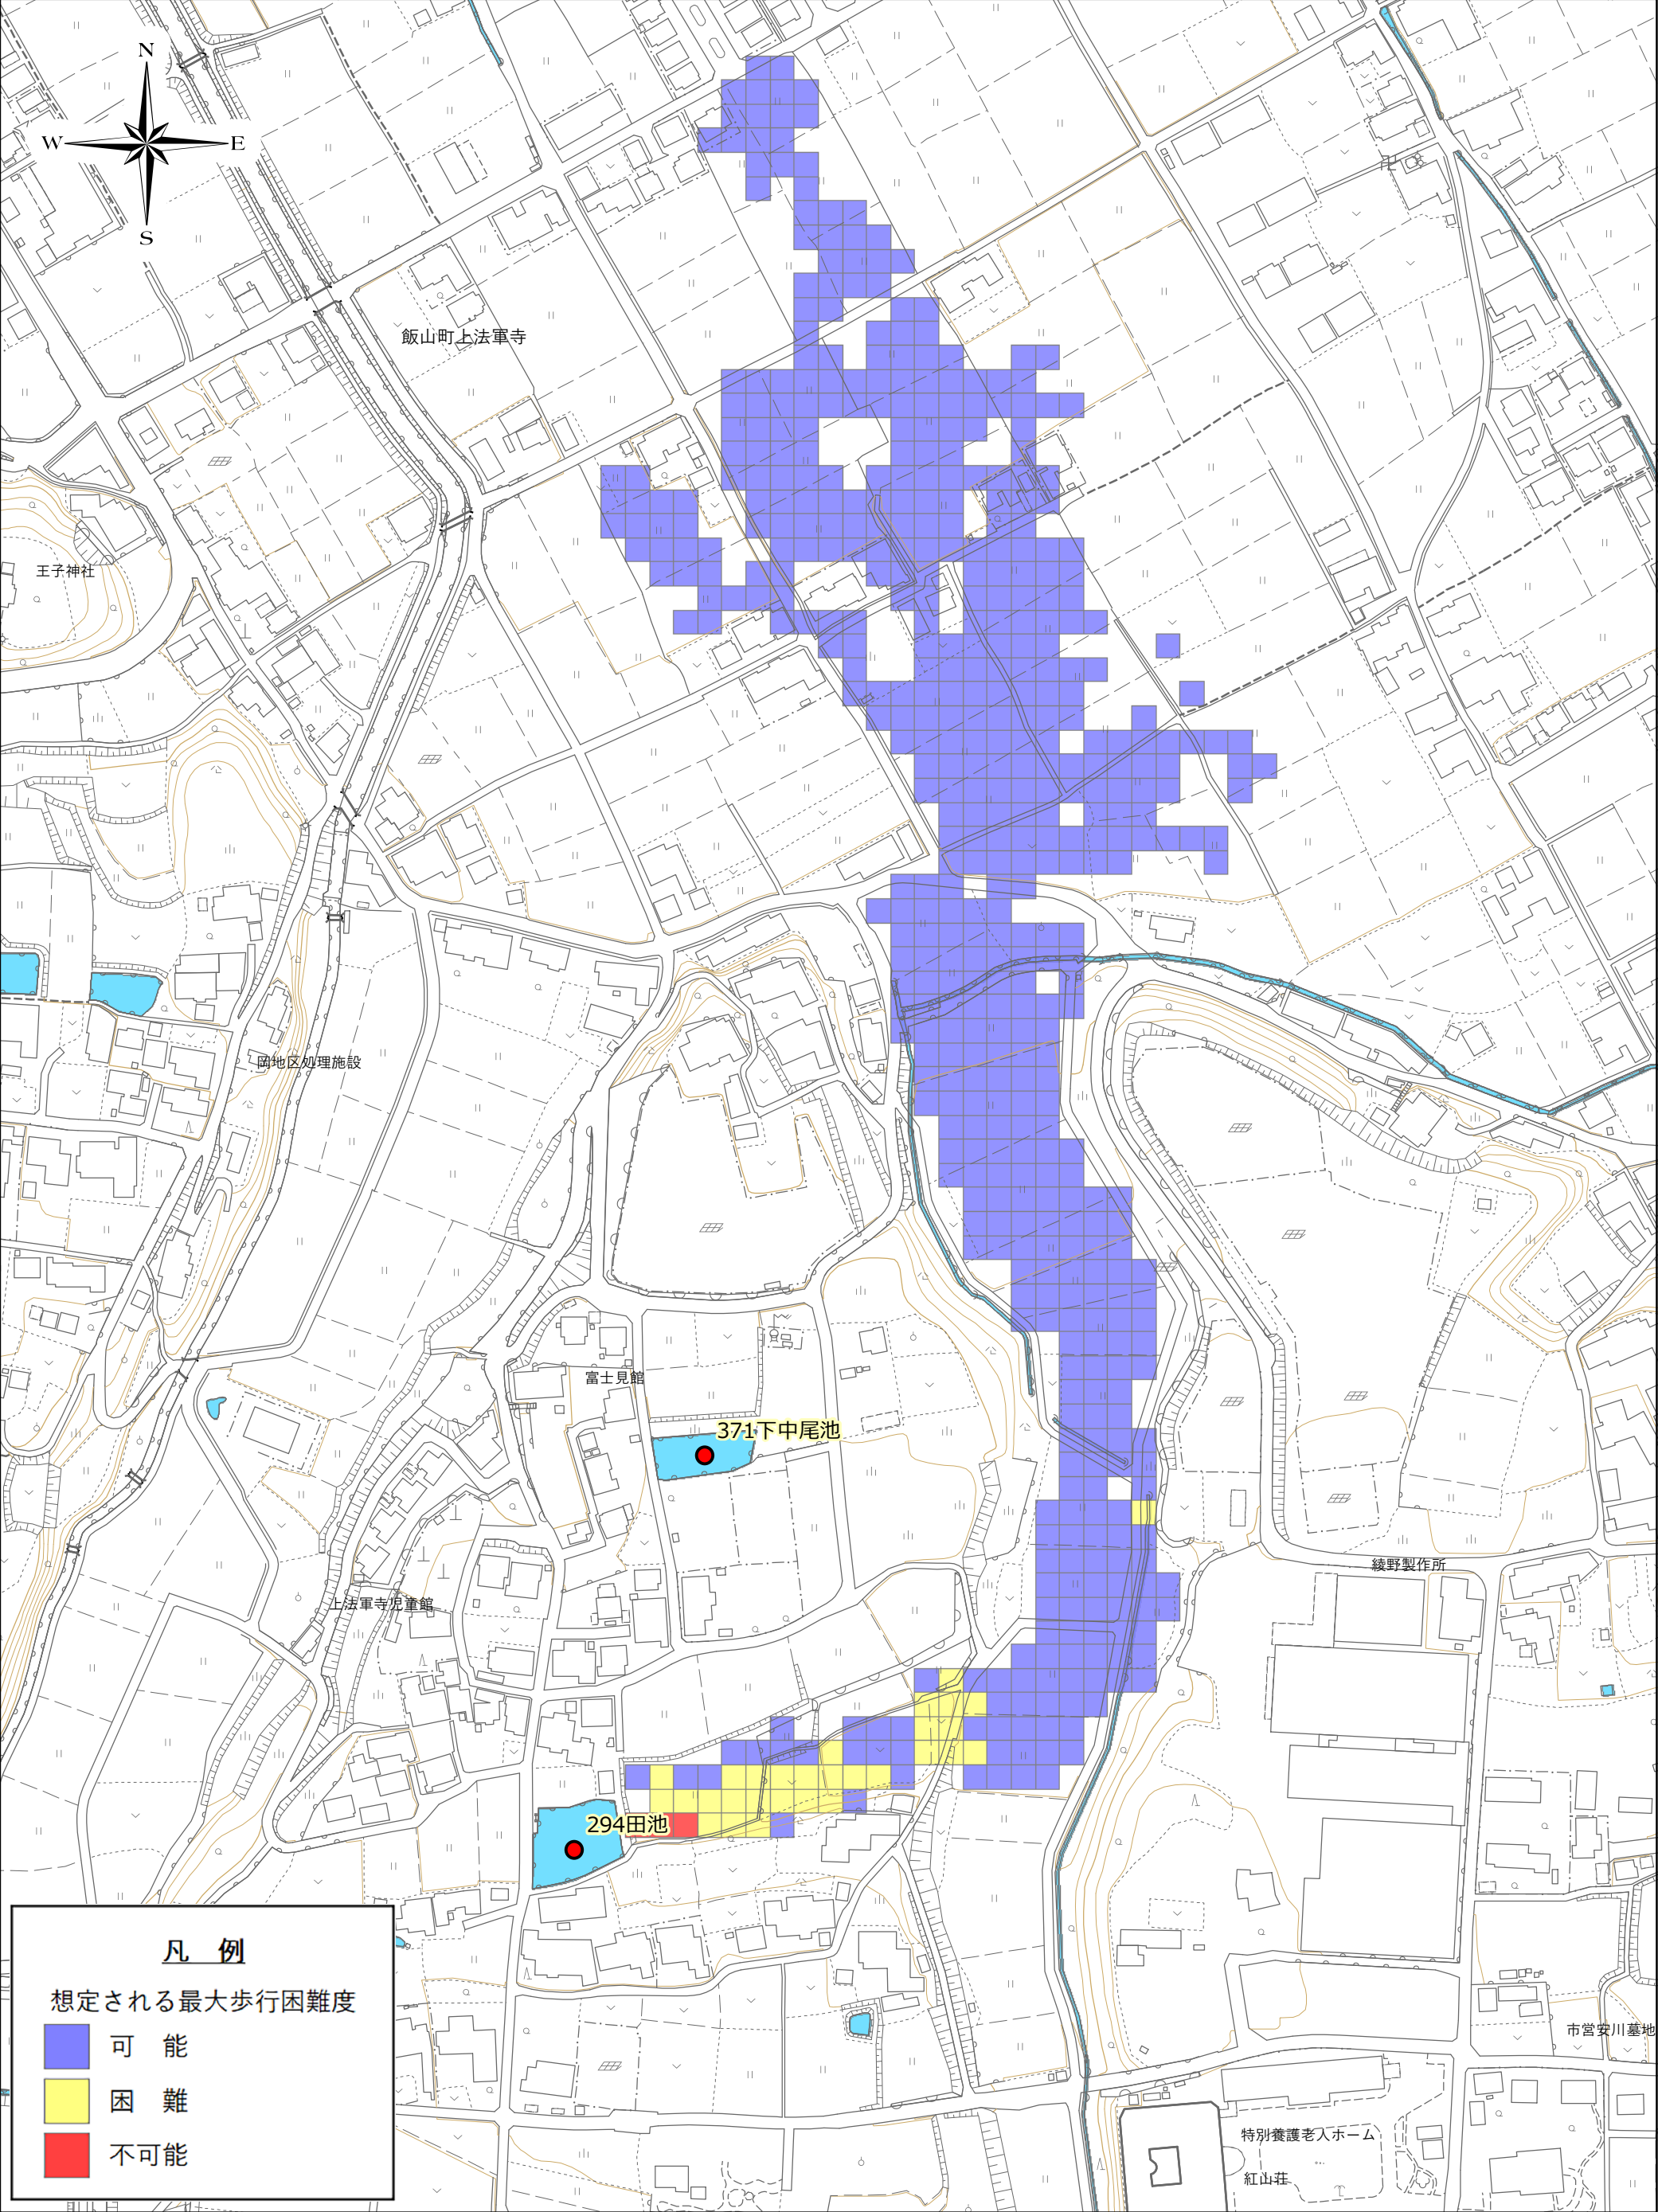 N
W
E
S
飯山町上法軍寺
王子神社
岡地区処理施設
富士見館
371下中尾池
綾野製作所
上法軍寺児童館
294田池
凡　例
想定される最大歩行困難度
可　能
困　難
不可能
市営安川墓地
特別養護老人ホーム
紅山荘